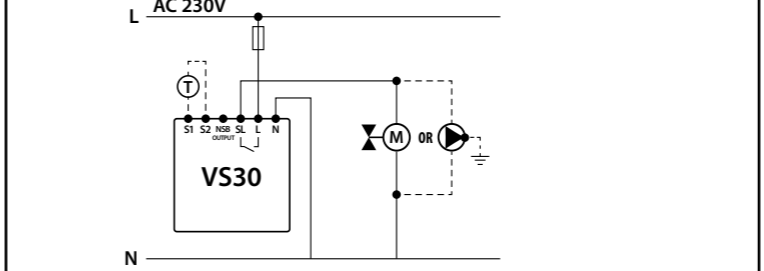 AC 230V
L
T
S1 S2 NSB OUTPUT SL L N
M OR
VS30
N